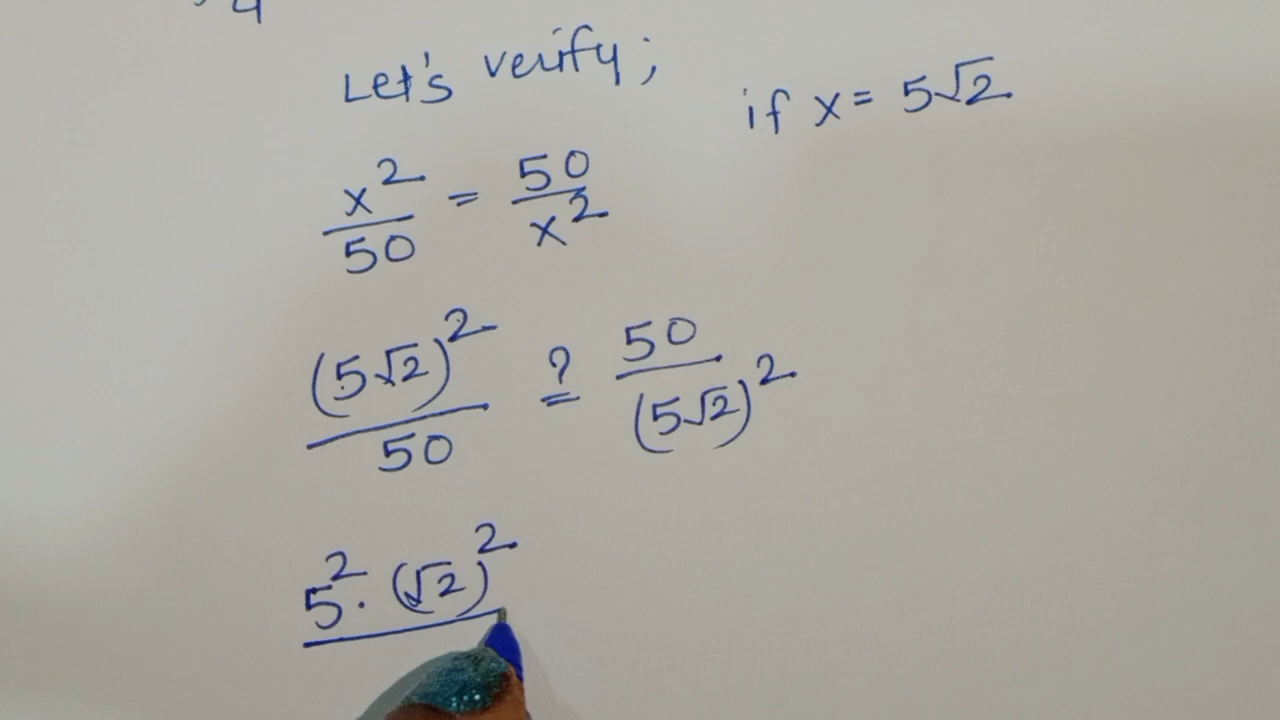 Let's verify; if x = 5√2
x²/50 = 50/x²
(5√2)²/50 ≟ 50/(5√2)²
5² · (√2)²